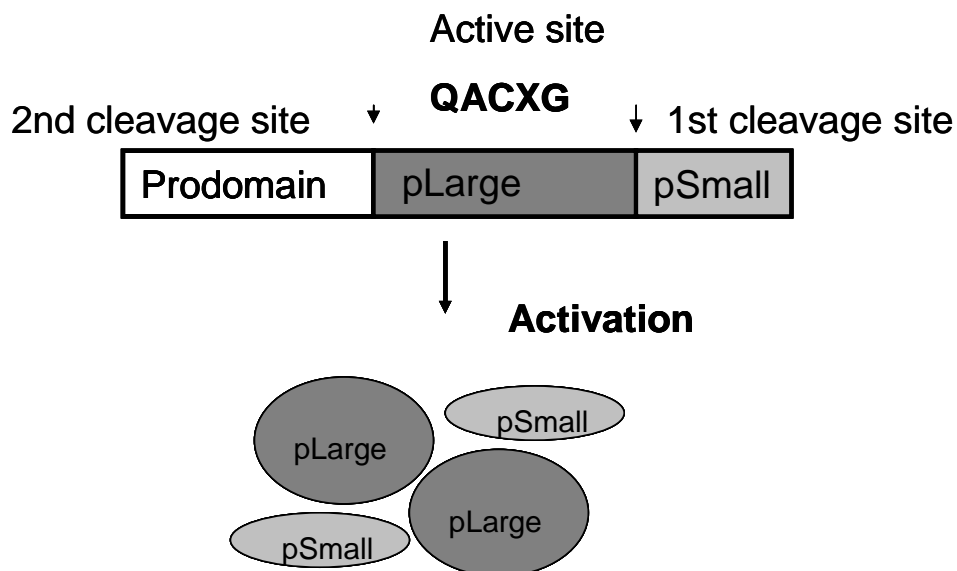 Active site
QACXG
2nd cleavage site
1st cleavage site
Prodomain
pLarge
pSmall
Activation
pSmall
pLarge
pLarge
pSmall